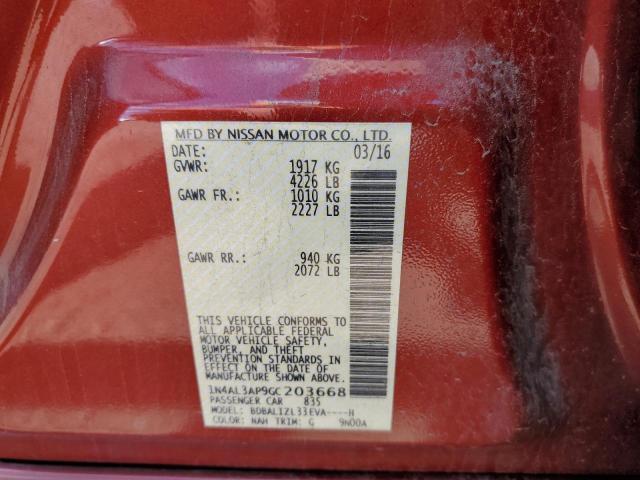 MFD BY NISSAN MOTOR CO., LTD.
DATE: 03/16
GVWR: 1917 KG
4226 LB
GAWR FR.: 1010 KG
2227 LB
GAWR RR.: 940 KG
2072 LB
THIS VEHICLE CONFORMS TO
ALL APPLICABLE FEDERAL
MOTOR VEHICLE SAFETY,
BUMPER, AND THEFT
PREVENTION STANDARDS IN
EFFECT ON THE DATE OF
MANUFACTURE SHOWN ABOVE.
1N4AL3AP9GC203668
PASSENGER CAR 835
MODEL: BDBALIZL33EVA----H
COLOR: NAH TRIM: G 9N00A